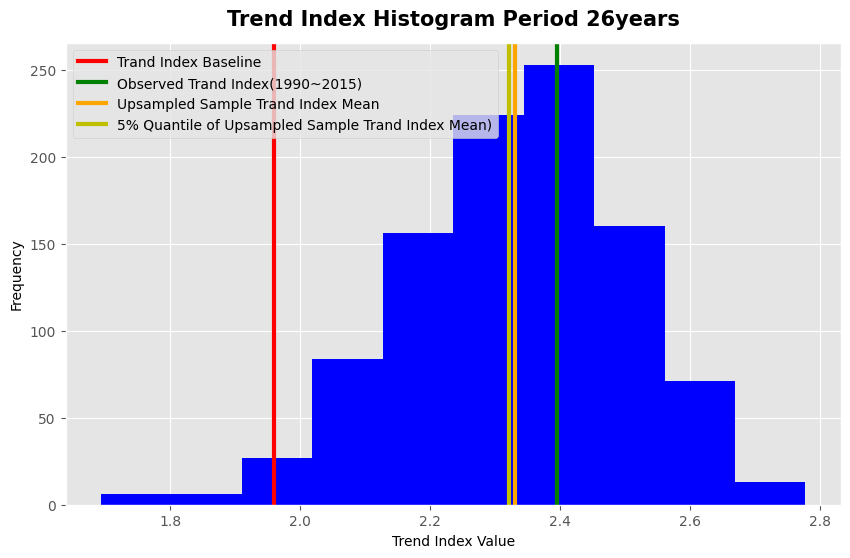 Trend Index Histogram Period 26years
Trand Index Baseline
Observed Trand Index(1990~2015)
Upsampled Sample Trand Index Mean
5% Quantile of Upsampled Sample Trand Index Mean)
250
200
150
100
50
0
Frequency
1.8 2.0 2.2 2.4 2.6 2.8
Trend Index Value